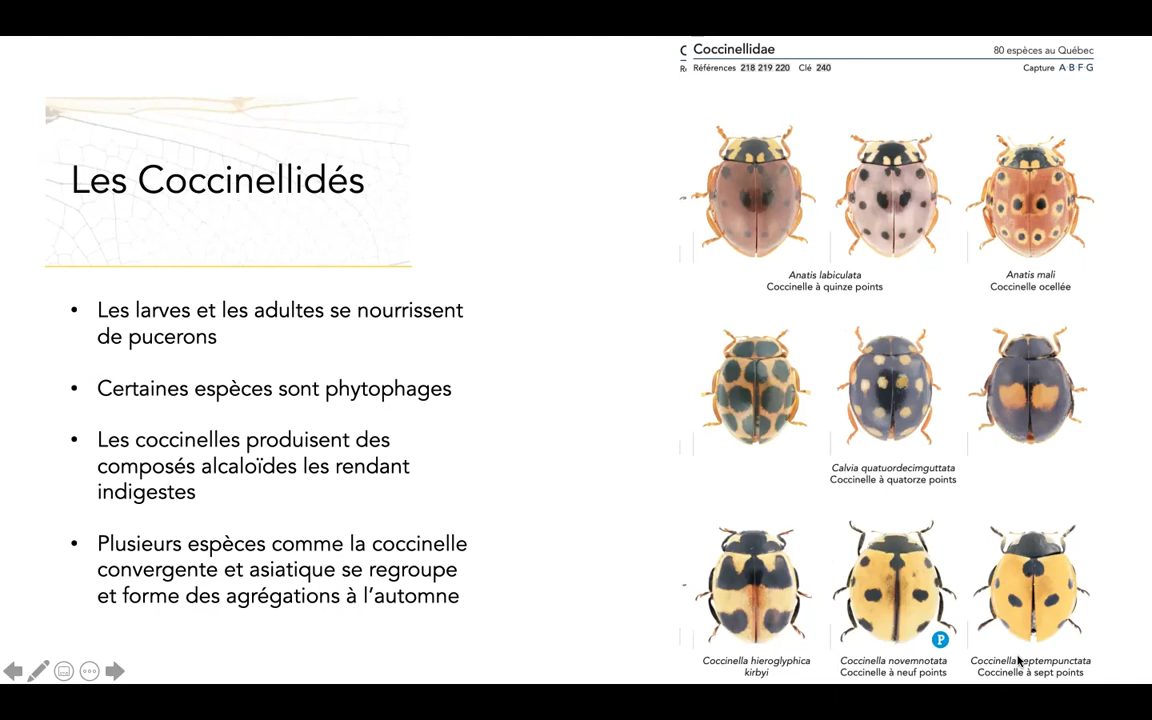 Les Coccinellidés
• Les larves et les adultes se nourrissent
de pucerons
• Certaines espèces sont phytophages
• Les coccinelles produisent des
composés alcaloïdes les rendant
indigestes
• Plusieurs espèces comme la coccinelle
convergente et asiatique se regroupe
et forme des agrégations à l'automne
Coccinellidae 80 espèces au Québec
Références 218 219 220 Clé 240 Capture A·B·F·G
Anatis labiculata
Coccinelle à quinze points
Anatis mali
Coccinelle ocellée
Calvia quatuordecimguttata
Coccinelle à quatorze points
Coccinella hieroglyphica
kirbyi
Coccinella novemnotata
Coccinelle à neuf points
P
Coccinella septempunctata
Coccinelle à sept points